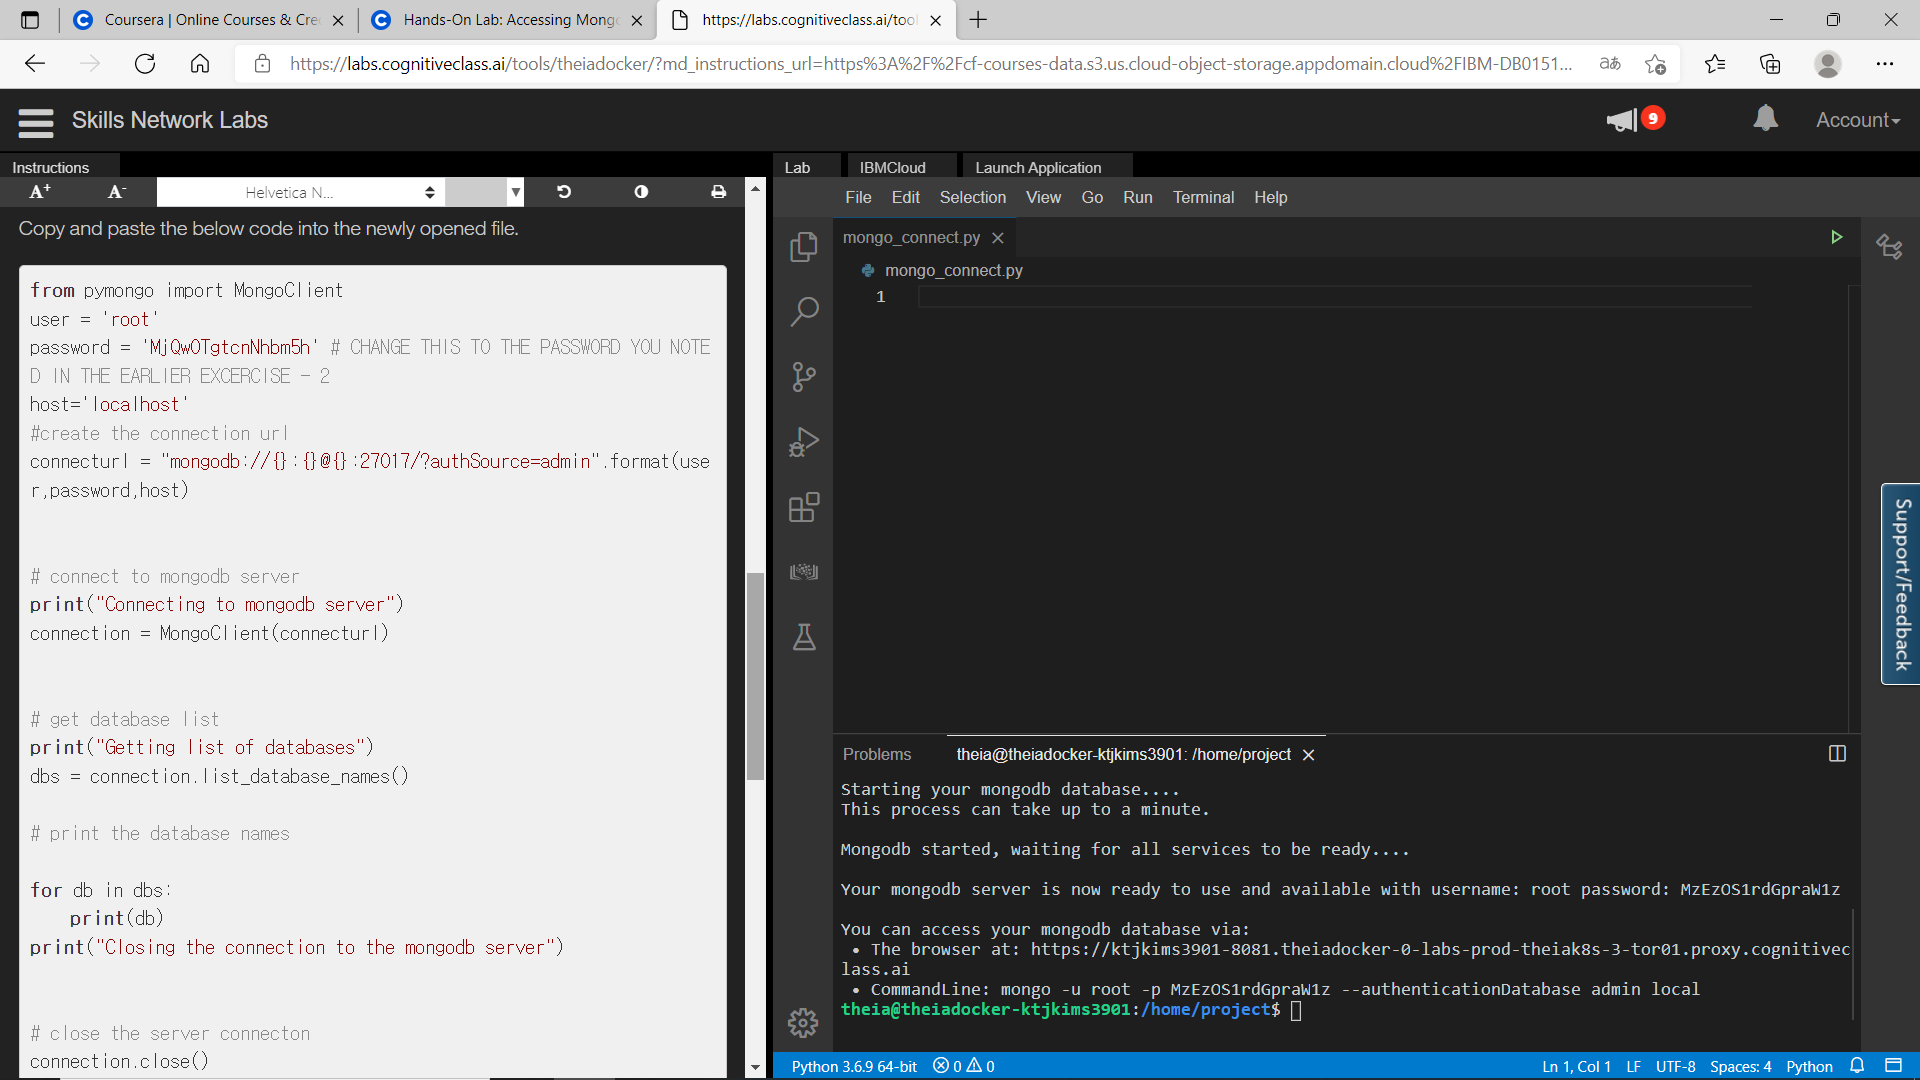 Coursera | Online Courses & Cre
Hands-On Lab: Accessing Mongo
https://labs.cognitiveclass.ai/tool
https://labs.cognitiveclass.ai/tools/theiadocker/?md_instructions_url=https%3A%2F%2Fcf-courses-data.s3.us.cloud-object-storage.appdomain.cloud%2FIBM-DB0151...
ああ
Skills Network Labs
9
Account
Instructions
A+ A- Helvetica N...
Copy and paste the below code into the newly opened file.
from pymongo import MongoClient
user = 'root'
password = 'MjQwOTgtcnNhbm5h' # CHANGE THIS TO THE PASSWORD YOU NOTE
D IN THE EARLIER EXCERCISE - 2
host='localhost'
#create the connection url
connecturl = "mongodb://{}:{}@{}:27017/?authSource=admin".format(use
r,password,host)
# connect to mongodb server
print("Connecting to mongodb server")
connection = MongoClient(connecturl)
# get database list
print("Getting list of databases")
dbs = connection.list_database_names()
# print the database names
for db in dbs:
    print(db)
print("Closing the connection to the mongodb server")
# close the server connecton
connection.close()
Lab IBMCloud Launch Application
File Edit Selection View Go Run Terminal Help
mongo_connect.py
mongo_connect.py
1
Support/Feedback
Problems theia@theiadocker-ktjkims3901: /home/project
Starting your mongodb database....
This process can take up to a minute.
Mongodb started, waiting for all services to be ready....
Your mongodb server is now ready to use and available with username: root password: MzEzOS1rdGpraW1z
You can access your mongodb database via:
• The browser at: https://ktjkims3901-8081.theiadocker-0-labs-prod-theiak8s-3-tor01.proxy.cognitivec
lass.ai
• CommandLine: mongo -u root -p MzEzOS1rdGpraW1z --authenticationDatabase admin local
theia@theiadocker-ktjkims3901:/home/project$
Python 3.6.9 64-bit 0 0 Ln 1, Col 1 LF UTF-8 Spaces: 4 Python